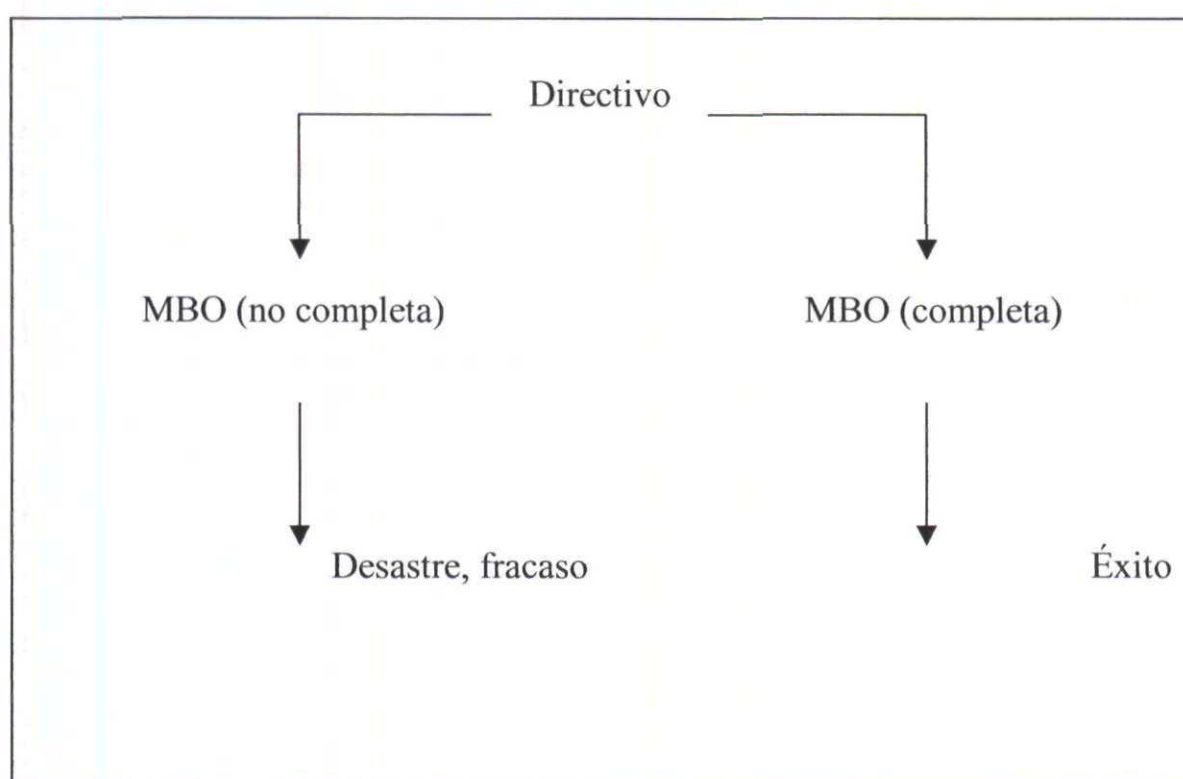 Directivo
MBO (no completa)
MBO (completa)
Desastre, fracaso
Éxito